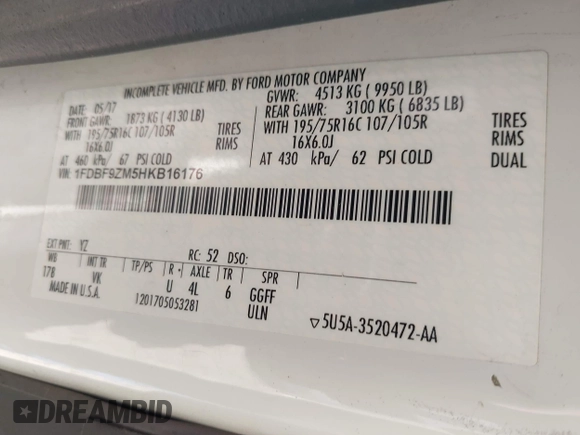 INCOMPLETE VEHICLE MFD. BY FORD MOTOR COMPANY
DATE: 05/17 GVWR: 4513 KG ( 9950 LB)
FRONT GAWR: 1873 KG ( 4130 LB) REAR GAWR: 3100 KG ( 6835 LB)
WITH 195/75R16C 107/105R TIRES WITH 195/75R16C 107/105R TIRES
16X6.0J RIMS 16X6.0J RIMS
AT 460 kPa/ 67 PSI COLD AT 430 kPa/ 62 PSI COLD DUAL
VIN: 1FDBF9ZM5HKB16176
EXT PNT: YZ RC: 52 DSO:
WB INT TR TP/PS R AXLE TR SPR
178 VK U 4L 6 GGFF
MADE IN U.S.A. 1201705053281 ULN
▽5U5A-3520472-AA
DREAMBID